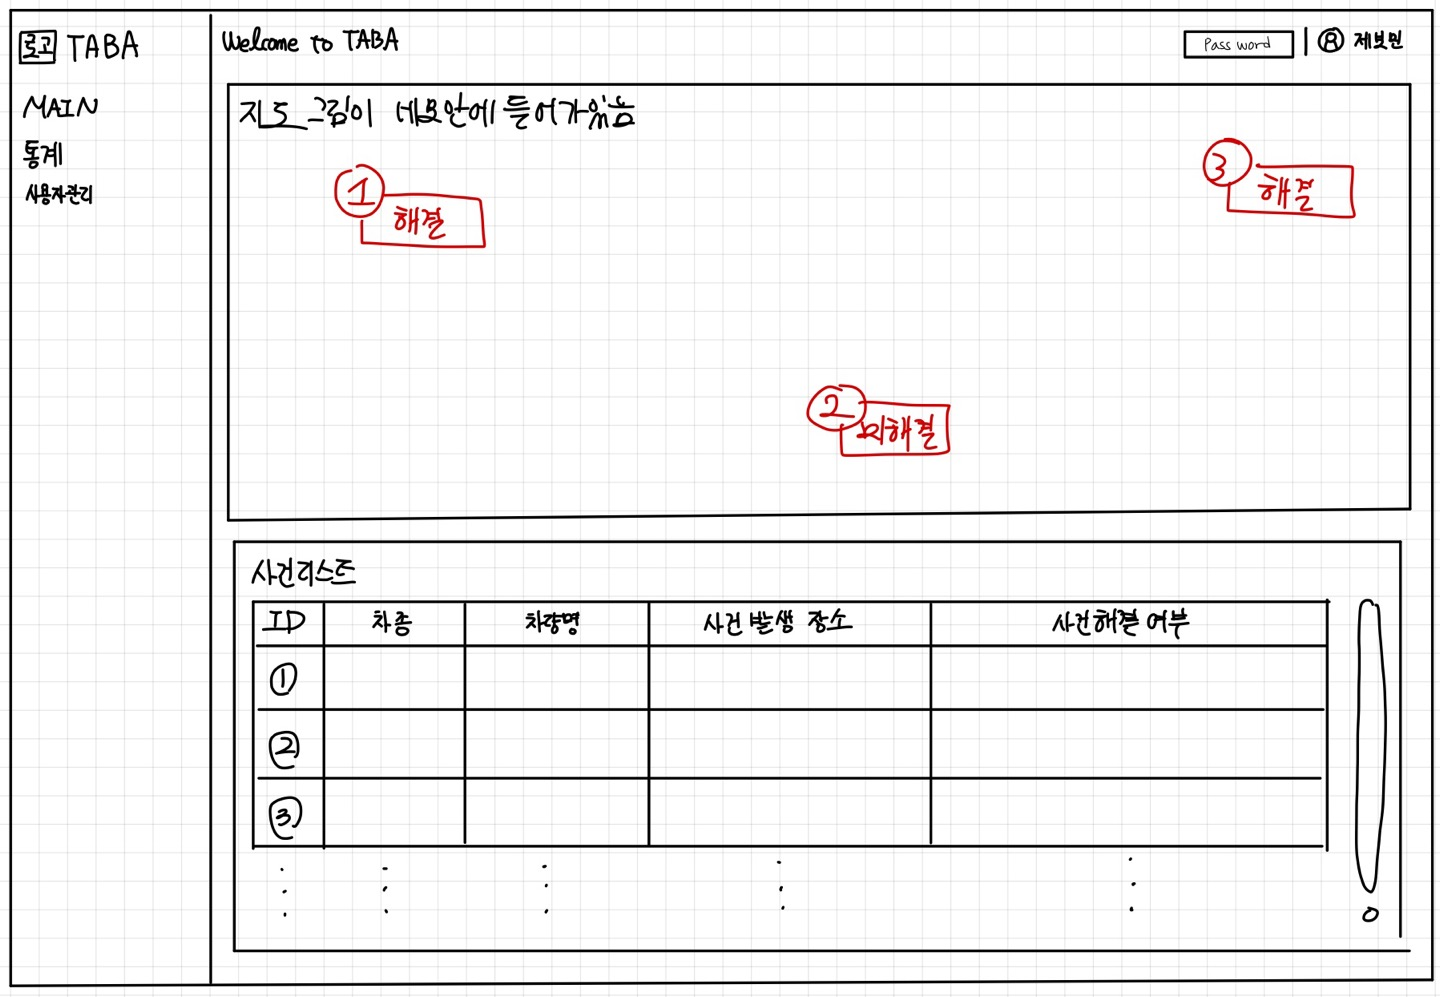 로고 TABA
MAIN
통계
사용자관리
Welcome to TABA
Pass word
제보민
지도 그림이 네모안에 들어가있음
1 해결
3 해결
2 미해결
사건리스트
ID 차종 차량명 사건 발생 장소 사건해결 여부
①
②
③